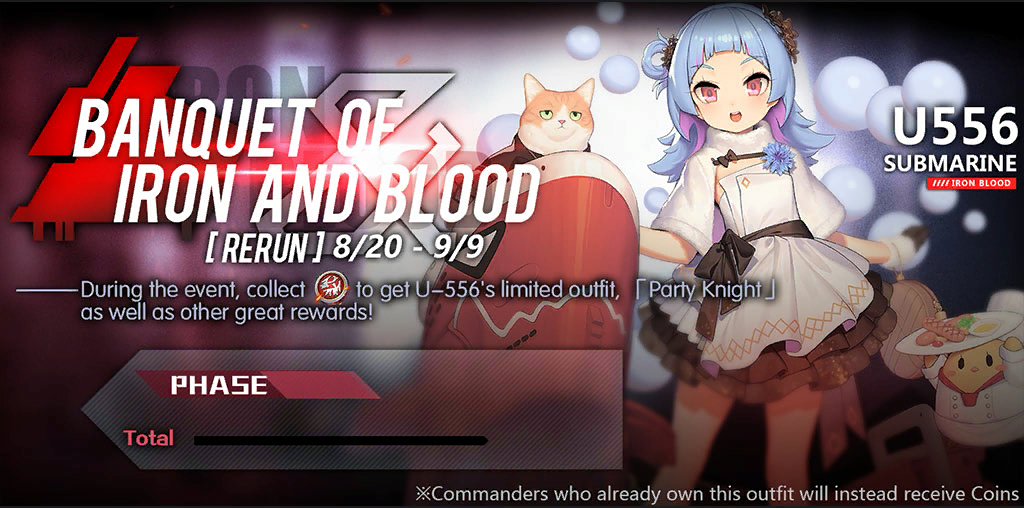 IRON
BANQUET OF
IRON AND BLOOD
[RERUN] 8/20 - 9/9
During the event, collect to get U-556's limited outfit, 「Party Knight」
as well as other great rewards!
PHASE
Total
U556
SUBMARINE
IRON BLOOD
※Commanders who already own this outfit will instead receive Coins